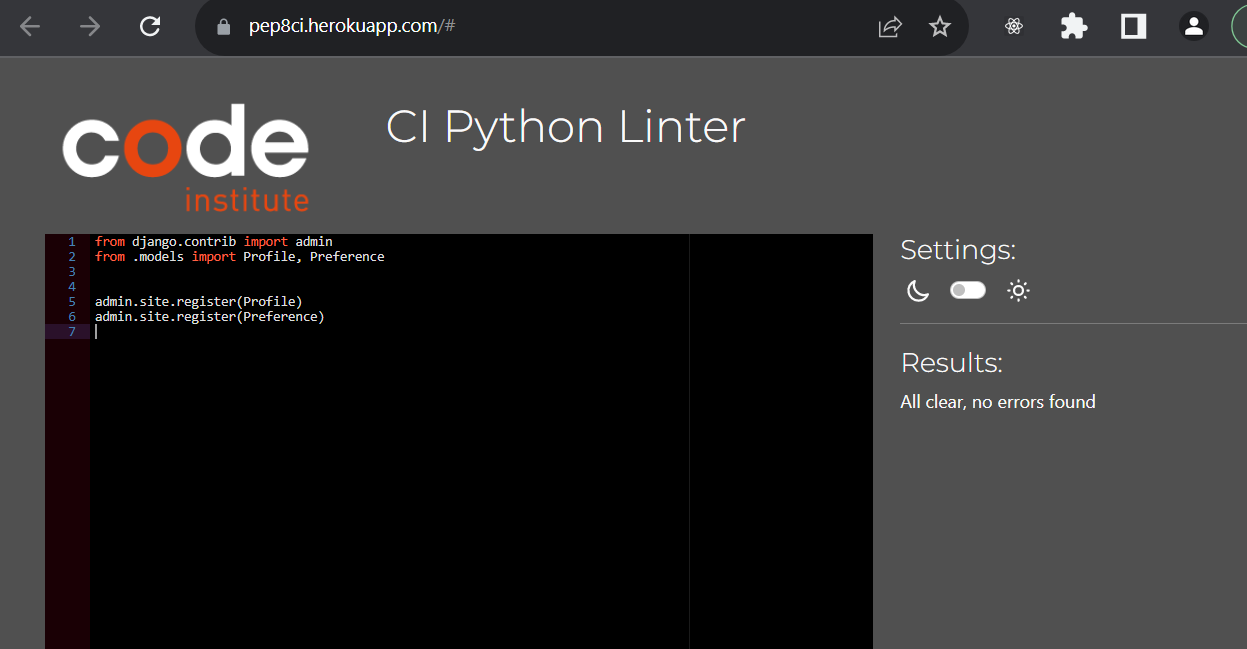 pep8ci.herokuapp.com/#
code
institute
CI Python Linter
1 from django.contrib import admin
2 from .models import Profile, Preference
3
4
5 admin.site.register(Profile)
6 admin.site.register(Preference)
7
Settings:
Results:
All clear, no errors found